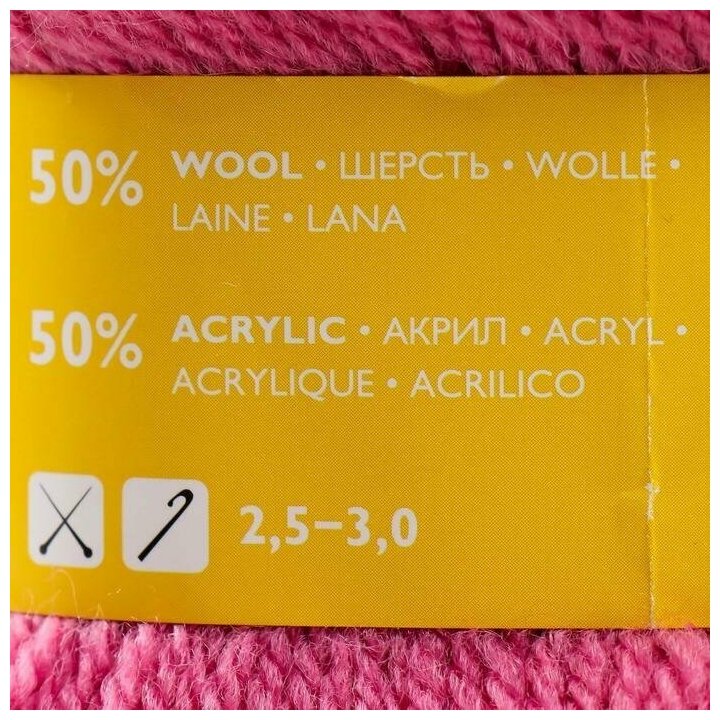 50% WOOL • ШЕРСТЬ • WOLLE •
LAINE • LANA
50% ACRYLIC • АКРИЛ • ACRYL •
ACRYLIQUE • ACRILICO
2,5–3,0